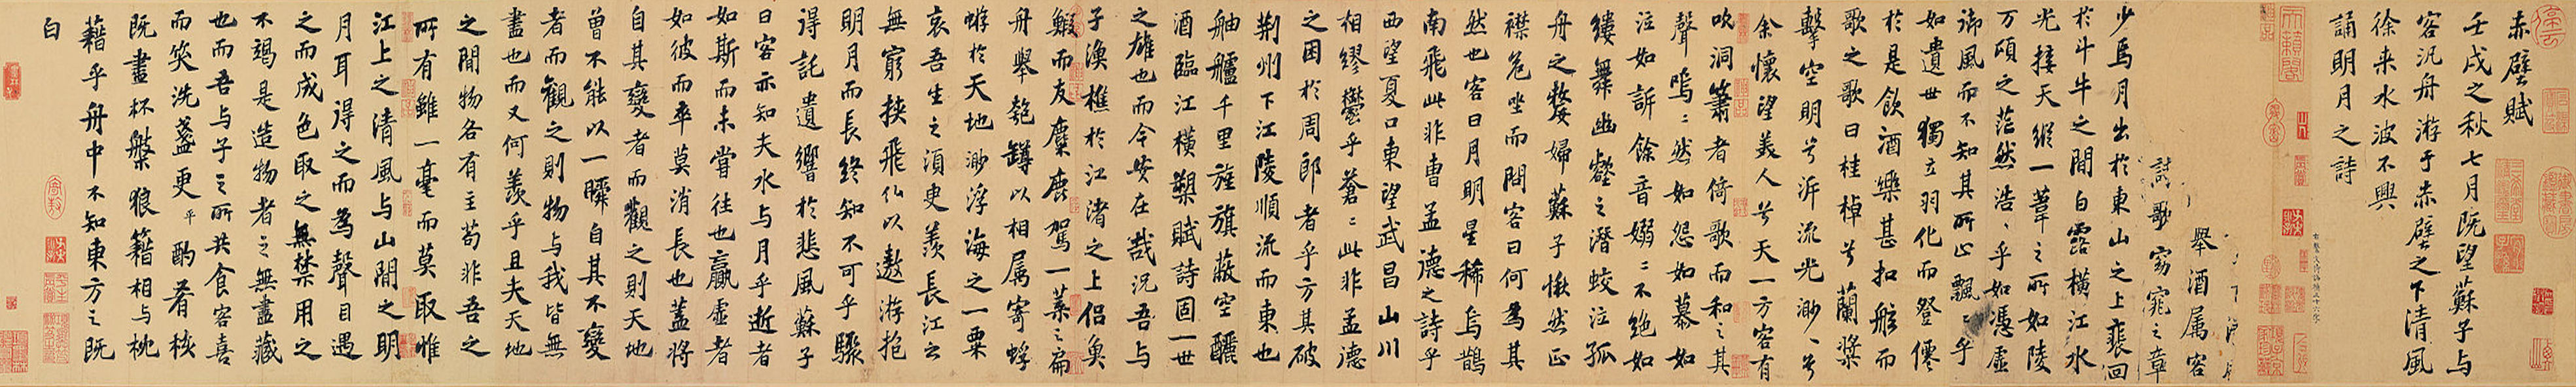 赤壁賦
壬戌之秋七月既望蘇子与
客汎舟游于赤壁之下清風
徐来水波不興
誦明月之詩
舉酒属客
詩歌窈窕之章
少焉月出於東山之上裴回
於斗牛之間白露横江水
光接天縱一葦之所如陵
万頃之茫然浩、乎如憑虚
御風而不知其所止飄〻乎
如遺世獨立羽化而登僊
於是飲酒樂甚扣舷而
歌之歌曰桂棹兮蘭槳
擊空明兮泝流光渺〻兮
余懷望美人兮天一方客有
吹洞簫者倚歌而和之其
聲嗚〻然如怨如慕如
泣如訴餘音嫋〻不絶如
縷舞幽壑之潜蛟泣孤
舟之嫠婦蘇子愀然正
襟危坐而問客曰何為其
然也客曰月明星稀烏鵲
南飛此非曹孟德之詩乎
西望夏口東望武昌山川
相繆鬱乎蒼〻此非孟德
之困於周郎者乎方其破
荆州下江陵順流而東也
舳艫千里旌旗蔽空釃
酒臨江横槊賦詩固一世
之雄也而今安在哉況吾与
子漁樵於江渚之上侶魚
鰕而友麋鹿駕一葉之扁
舟舉匏罇以相属寄蜉
蝣於天地渺浮海之一粟
哀吾生之須臾羨長江之
無窮挾飛仙以遨游抱
明月而長終知不可乎驟
得託遺響於悲風蘇子
曰客亦知夫水与月乎逝者
如斯而未嘗往也贏虚者
如彼而卒莫消長也蓋將
自其變者而觀之則天地
曾不能以一瞬自其不變
者而觀之則物与我皆無
盡也而又何羨乎且夫天地
之間物各有主苟非吾之
所有雖一毫而莫取惟
江上之清風与山間之明
月耳得之而為聲目遇
之而成色取之無禁用之
不竭是造物者之無盡藏
也而吾与子之所共食客喜
而笑洗盞更平酌肴核
既盡杯槃狼籍相与枕
藉乎舟中不知東方之既
白